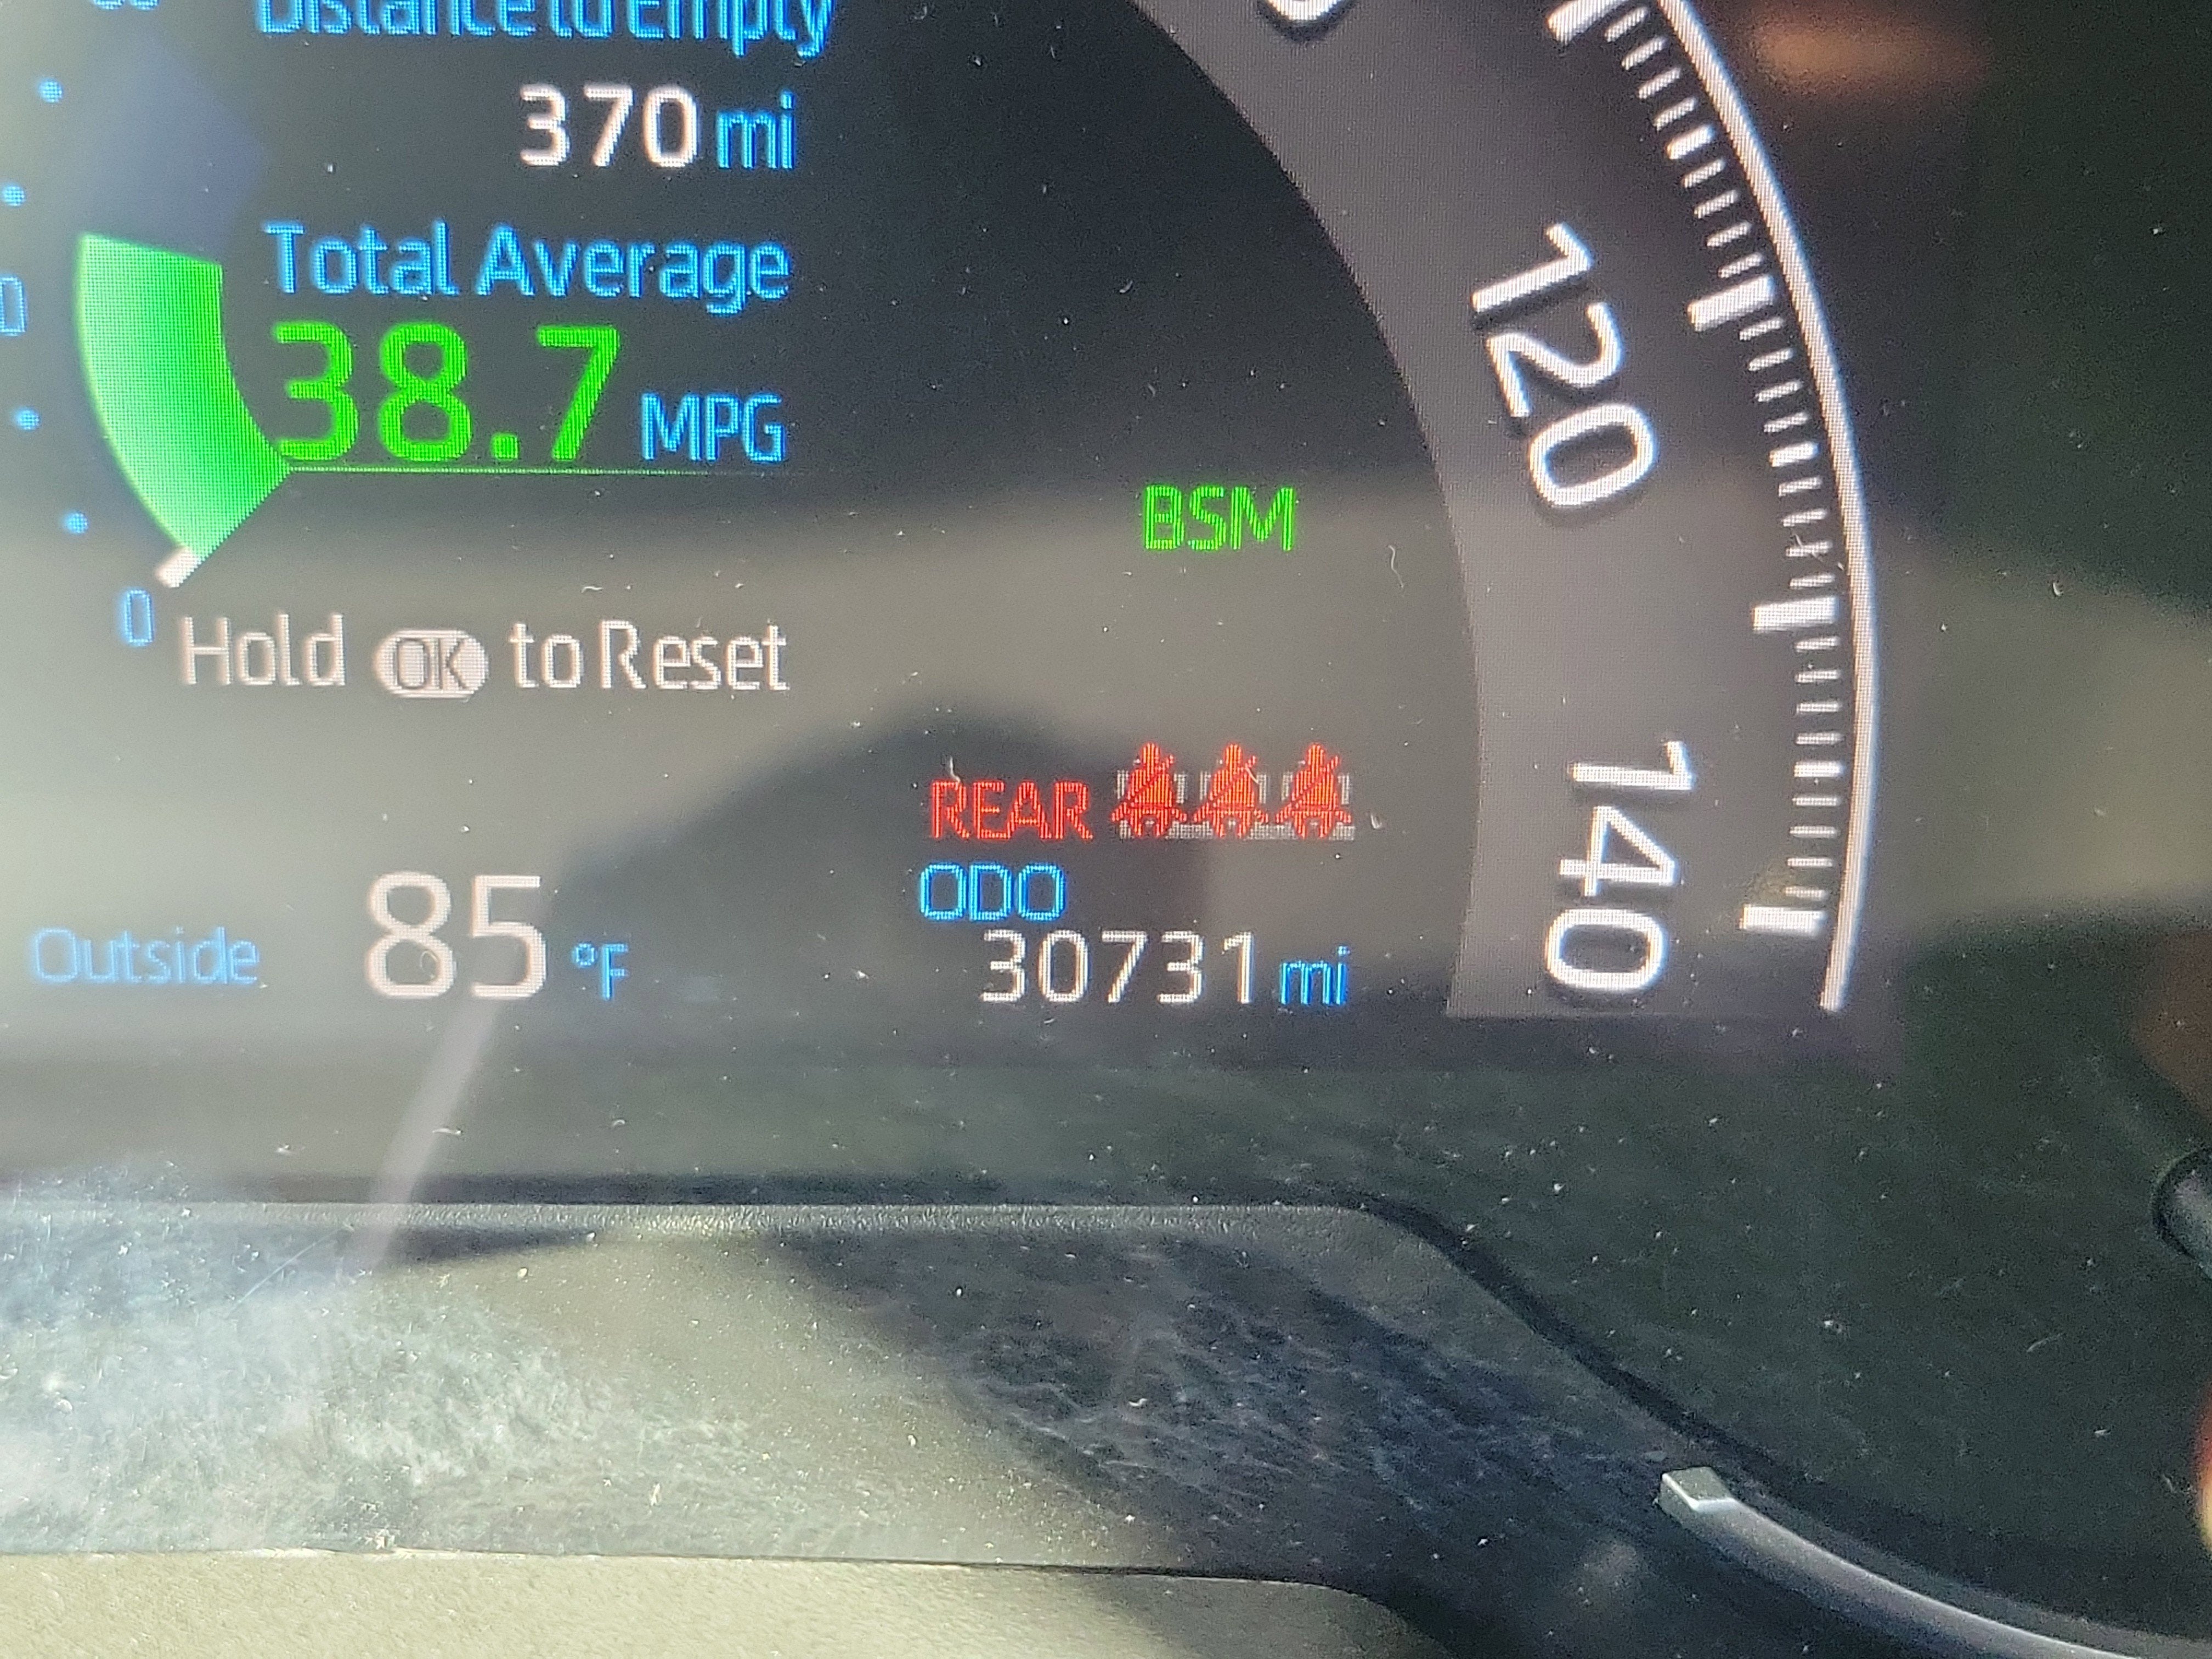 Distance to Empty
370 mi
Total Average
38.7 MPG
BSM
0
Hold OK to Reset
REAR
ODO
30731 mi
Outside 85 °F
120
140